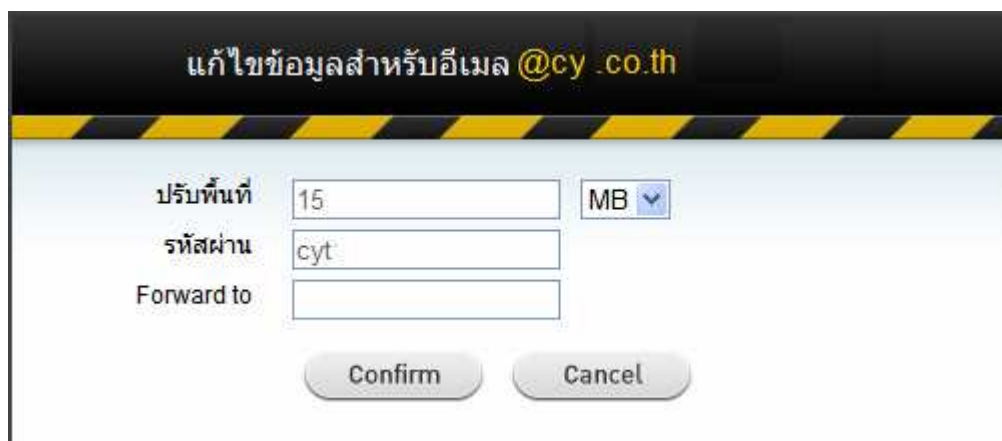 แก้ไขข้อมูลสำหรับอีเมล @cy .co.th
ปรับพื้นที่ 15 MB
รหัสผ่าน cyt
Forward to
Confirm Cancel